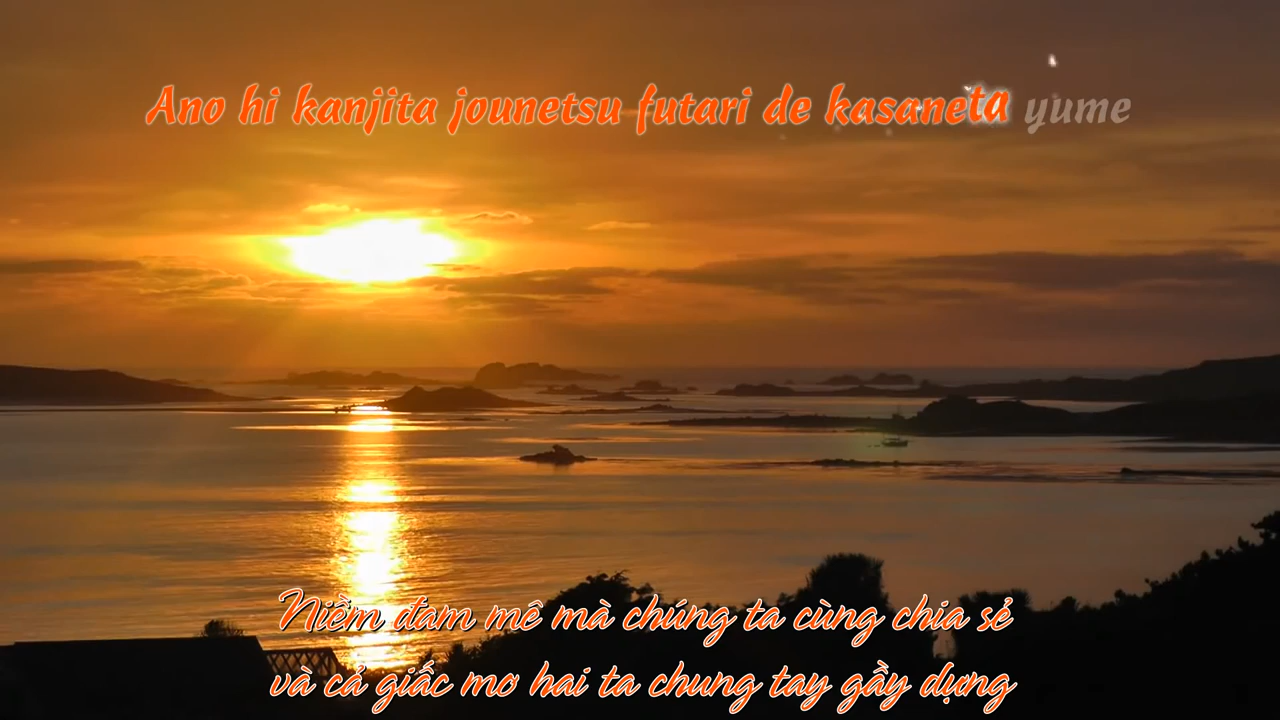 Ano hi kanjita jounetsu futari de kasaneta yume
Niềm đam mê mà chúng ta cùng chia sẻ
và cả giấc mơ hai ta chung tay gầy dựng